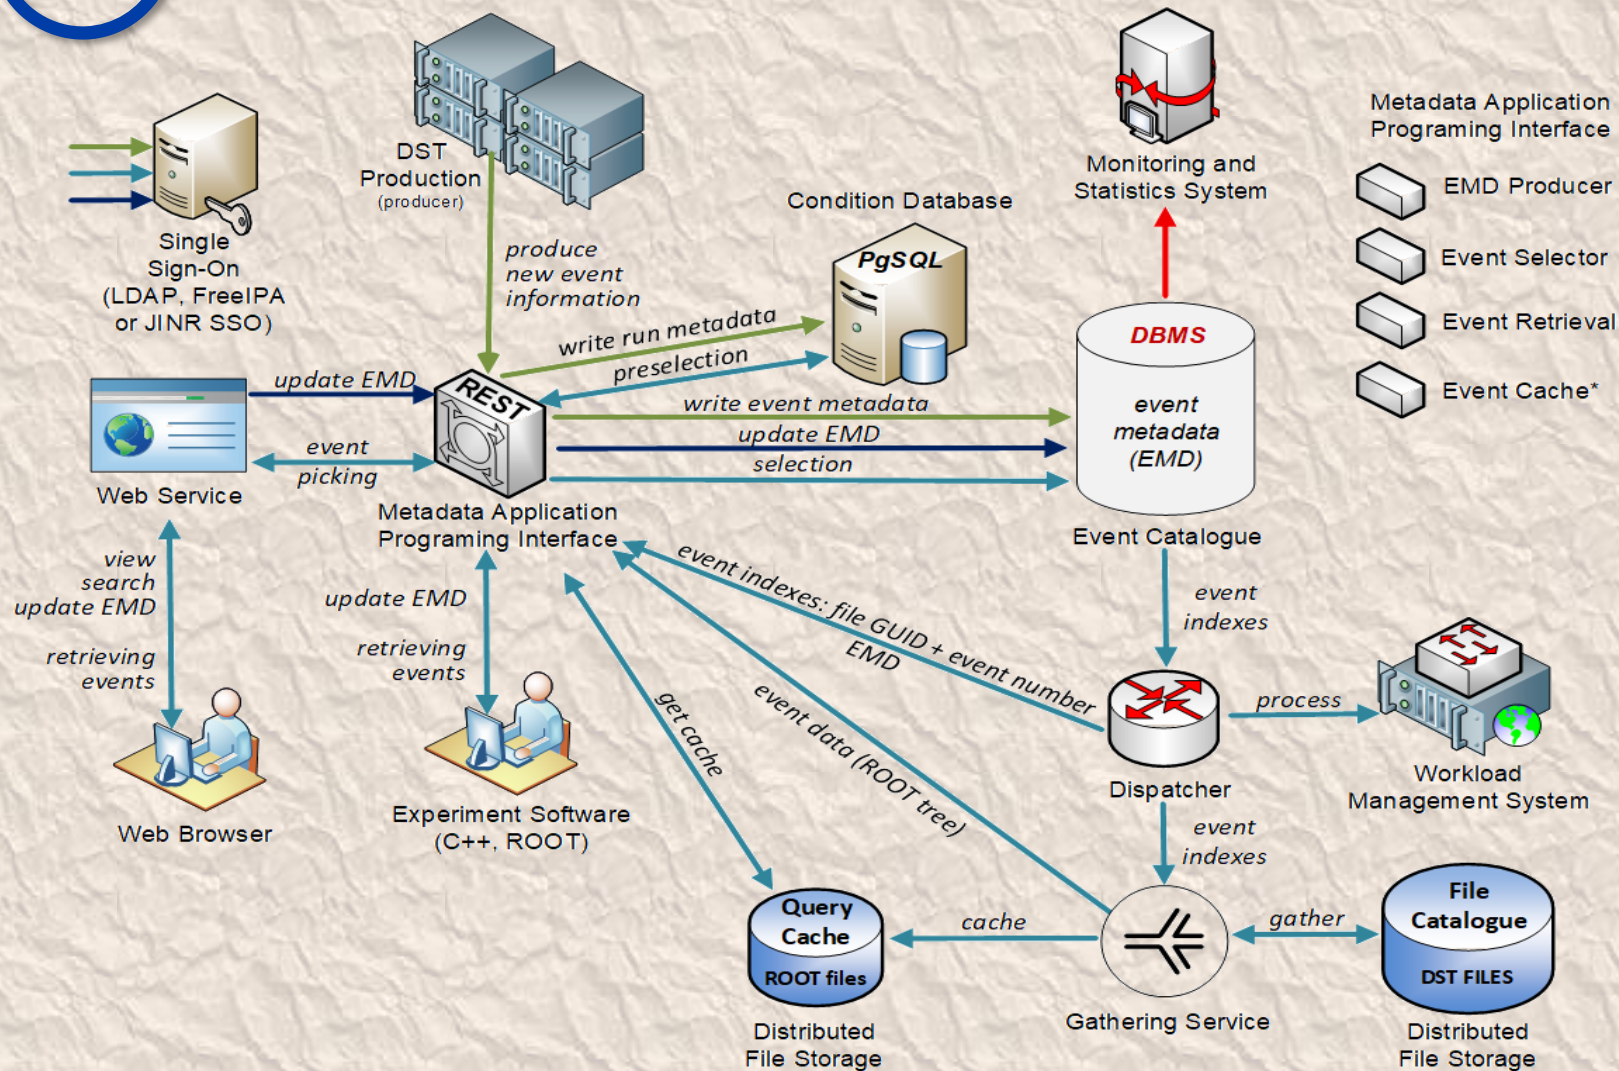 DST
Production
(producer)
Single
Sign-On
(LDAP, FreeIPA
or JINR SSO)
produce
new event
information
Condition Database
PgSQL
Monitoring and
Statistics System
Metadata Application
Programing Interface
EMD Producer
Event Selector
Event Retrieval
Event Cache*
write run metadata
preselection
update EMD
REST
write event metadata
update EMD
selection
DBMS
event
metadata
(EMD)
Event Catalogue
event
picking
Web Service
Metadata Application
Programing Interface
view
search
update EMD
retrieving
events
update EMD
retrieving
events
event indexes: file GUID + event number
EMD
event data (ROOT tree)
get cache
event
indexes
process
Dispatcher
Workload
Management System
Web Browser
Experiment Software
(C++, ROOT)
event
indexes
Query
Cache
ROOT files
cache
gather
File
Catalogue
DST FILES
Distributed
File Storage
Gathering Service
Distributed
File Storage